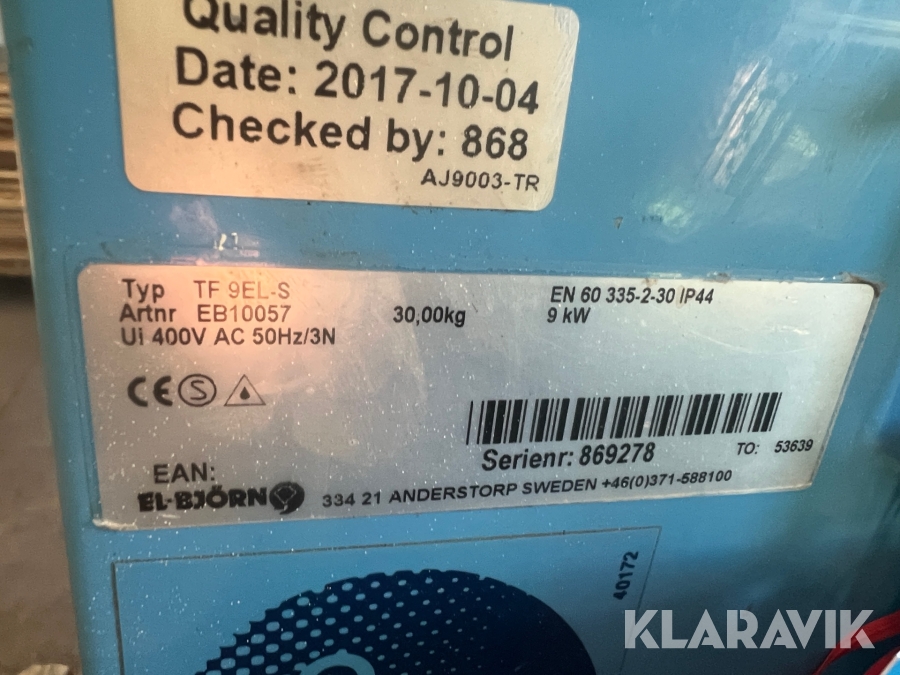 Quality Control
Date: 2017-10-04
Checked by: 868
AJ9003-TR
Typ TF 9EL-S
Artnr EB10057 30,00kg
Ui 400V AC 50Hz/3N
EN 60 335-2-30 IP44
9 kW
CE S
Serienr: 869278 TO: 53639
EAN:
EL-BJÖRN 334 21 ANDERSTORP SWEDEN +46(0)371-588100
40172
KLARAVIK